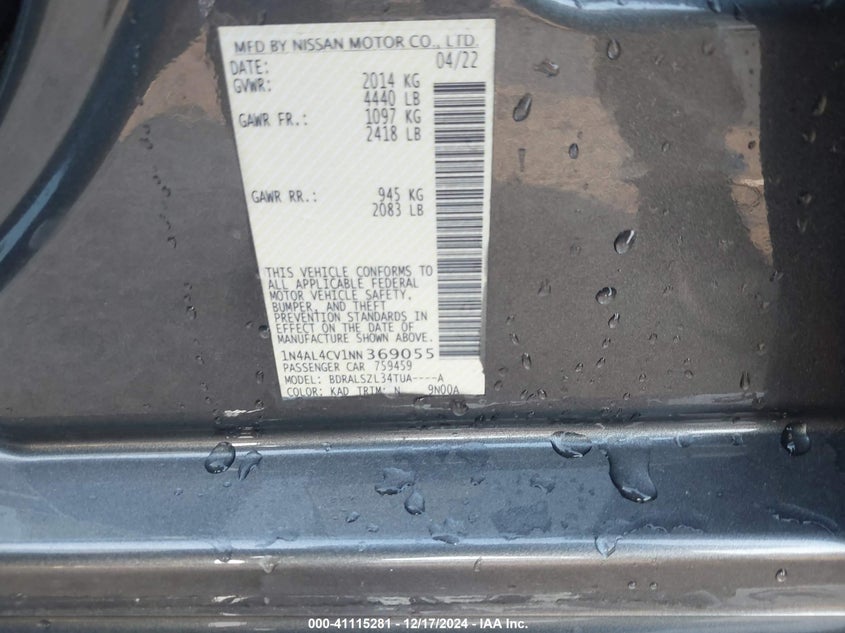 MFD BY NISSAN MOTOR CO., LTD.
DATE: 04/22
GVWR: 2014 KG
4440 LB
GAWR FR.: 1097 KG
2418 LB
GAWR RR.: 945 KG
2083 LB
THIS VEHICLE CONFORMS TO
ALL APPLICABLE FEDERAL
MOTOR VEHICLE SAFETY,
BUMPER, AND THEFT
PREVENTION STANDARDS IN
EFFECT ON THE DATE OF
MANUFACTURE SHOWN ABOVE.
1N4AL4CV1NN369055
PASSENGER CAR 759459
MODEL: BDRALSZL34TUA----A
COLOR: KAD TRIM: N 9N00A
000-41115281 - 12/17/2024 - IAA Inc.